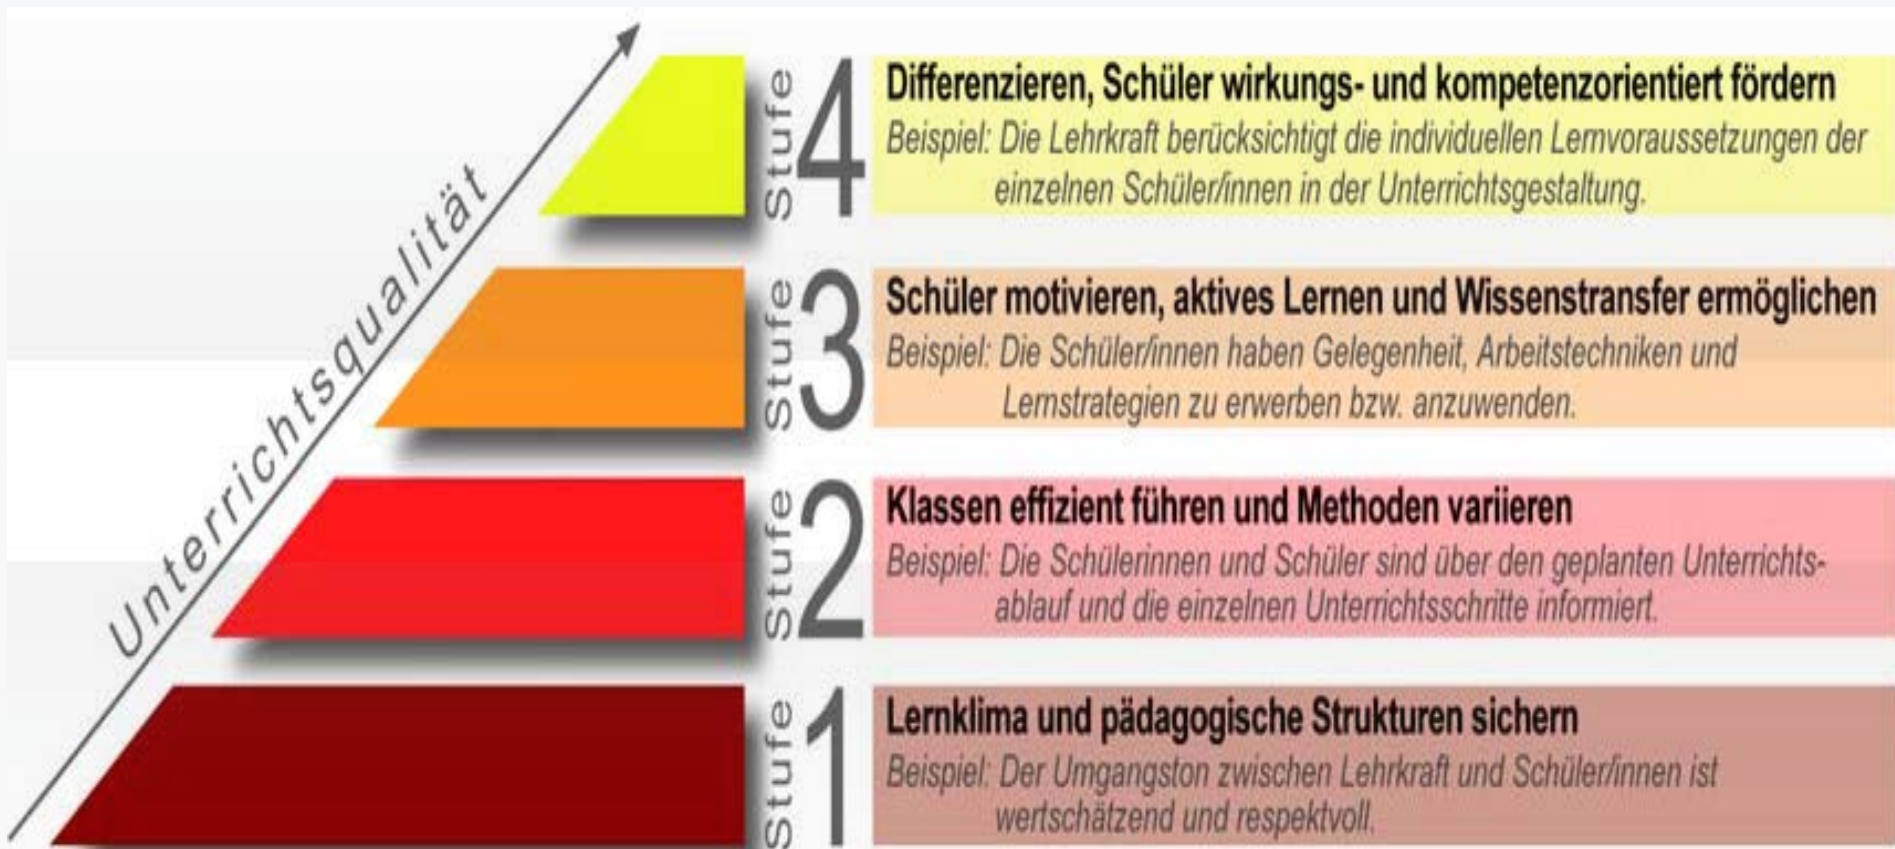 Unterrichtsqualität
Stufe 4
Differenzieren, Schüler wirkungs- und kompetenzorientiert fördern
Beispiel: Die Lehrkraft berücksichtigt die individuellen Lernvoraussetzungen der
einzelnen Schüler/innen in der Unterrichtsgestaltung.
Stufe 3
Schüler motivieren, aktives Lernen und Wissenstransfer ermöglichen
Beispiel: Die Schüler/innen haben Gelegenheit, Arbeitstechniken und
Lernstrategien zu erwerben bzw. anzuwenden.
Stufe 2
Klassen effizient führen und Methoden variieren
Beispiel: Die Schülerinnen und Schüler sind über den geplanten Unterrichts-
ablauf und die einzelnen Unterrichtsschritte informiert.
Stufe 1
Lernklima und pädagogische Strukturen sichern
Beispiel: Der Umgangston zwischen Lehrkraft und Schüler/innen ist
wertschätzend und respektvoll.